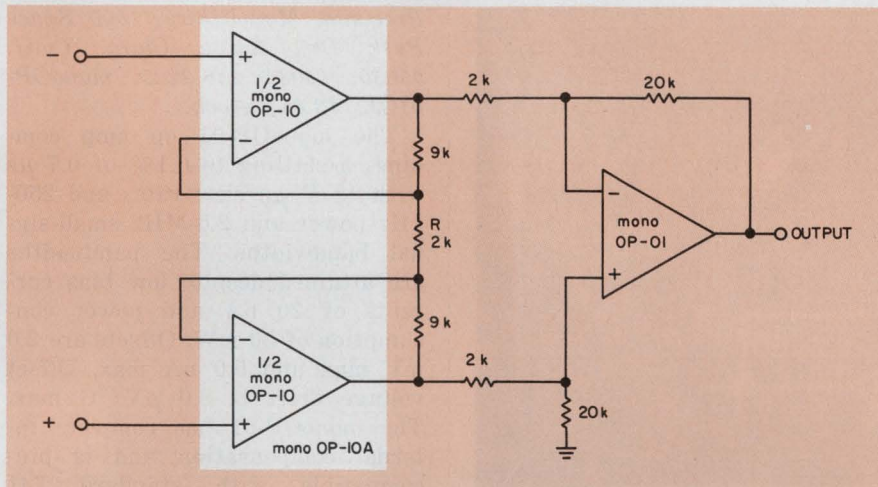 −
+
1/2
mono
OP-10
−
2 k
20 k
9 k
R
2 k
−
mono
OP-01
+
OUTPUT
9 k
−
1/2
mono
OP-10
+
2 k
20 k
+
mono OP-10A